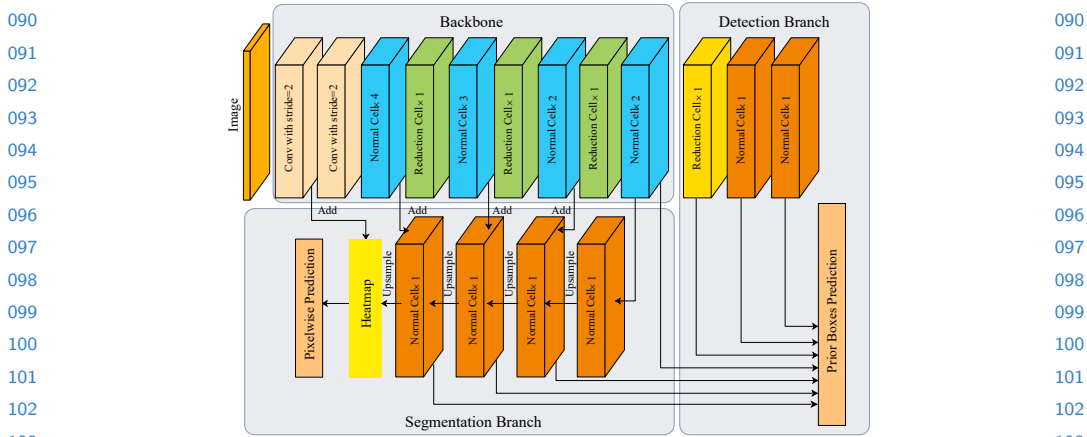 090
091
092
093
094
095
096
097
098
099
100
101
102
Backbone
Detection Branch
Image
Conv with stride=2
Conv with stride=2
Normal Cell× 4
Reduction Cell× 1
Normal Cell× 3
Reduction Cell× 1
Normal Cell× 2
Reduction Cell× 1
Normal Cell× 2
Reduction Cell× 1
Normal Cell× 1
Normal Cell× 1
Add
Add
Add
Add
Pixelwise Prediction
Heatmap
Upsample
Normal Cell× 1
Upsample
Normal Cell× 1
Upsample
Normal Cell× 1
Upsample
Normal Cell× 1
Prior Boxes Prediction
Segmentation Branch
090
091
092
093
094
095
096
097
098
099
100
101
102